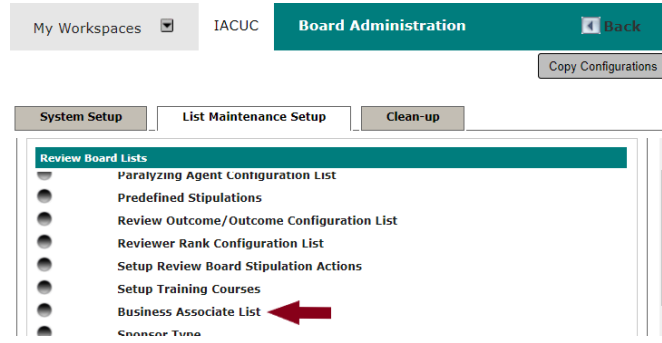 My Workspaces IACUC Board Administration Back
Copy Configurations
System Setup List Maintenance Setup Clean-up
Review Board Lists
Paralyzing Agent Configuration List
Predefined Stipulations
Review Outcome/Outcome Configuration List
Reviewer Rank Configuration List
Setup Review Board Stipulation Actions
Setup Training Courses
Business Associate List
Sponsor Type